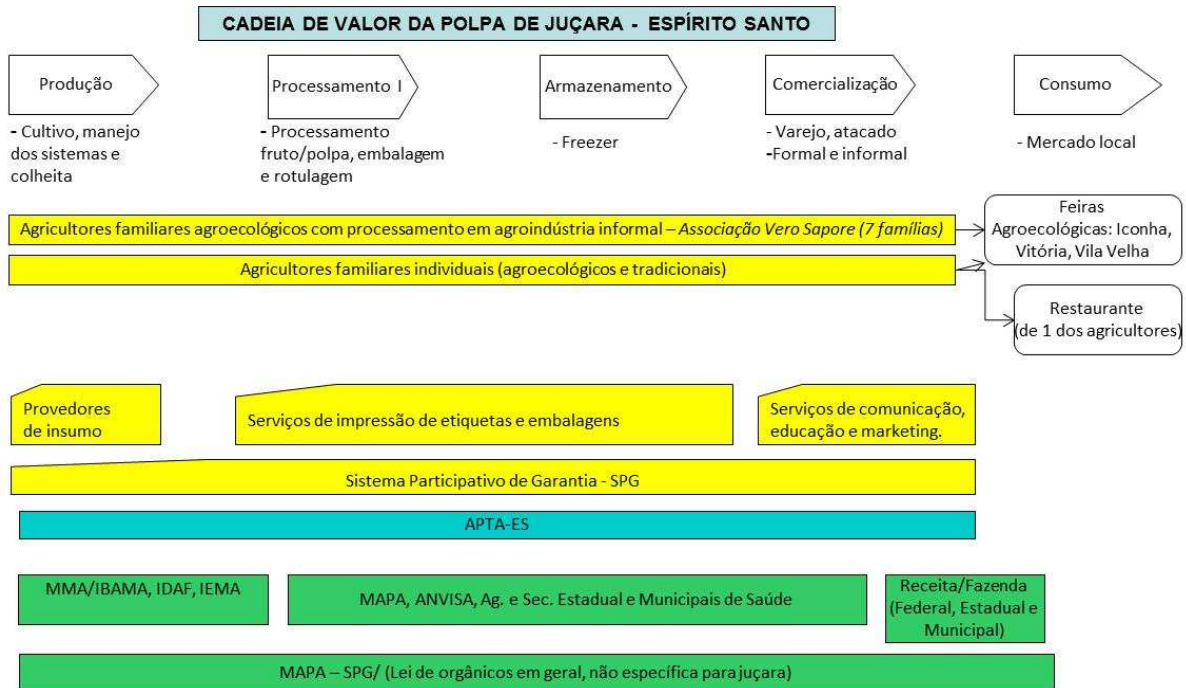 CADEIA DE VALOR DA POLPA DE JUÇARA - ESPÍRITO SANTO
Produção
Processamento I
Armazenamento
Comercialização
Consumo
- Cultivo, manejo
dos sistemas e
colheita
- Processamento
fruto/polpa, embalagem
e rotulagem
- Freezer
- Varejo, atacado
-Formal e informal
- Mercado local
Agricultores familiares agroecológicos com processamento em agroindústria informal – Associação Vero Sapore (7 famílias)
Agricultores familiares individuais (agroecológicos e tradicionais)
Feiras
Agroecológicas: Iconha,
Vitória, Vila Velha
Restaurante
(de 1 dos agricultores)
Provedores
de insumo
Serviços de impressão de etiquetas e embalagens
Serviços de comunicação,
educação e marketing.
Sistema Participativo de Garantia - SPG
APTA-ES
MMA/IBAMA, IDAF, IEMA
MAPA, ANVISA, Ag. e Sec. Estadual e Municipais de Saúde
Receita/Fazenda
(Federal, Estadual e
Municipal)
MAPA – SPG/ (Lei de orgânicos em geral, não específica para juçara)